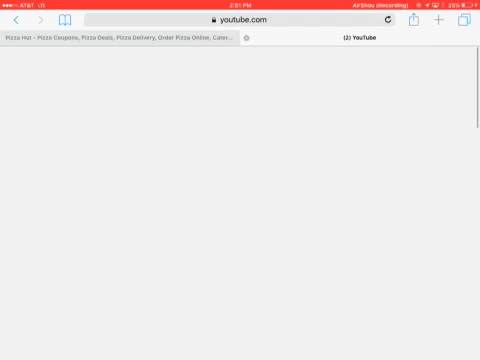 AT&T LTE 2:51 PM AirShou (Recording) 25%
youtube.com
Pizza Hut - Pizza Coupons, Pizza Deals, Pizza Delivery, Order Pizza Online, Cater... (2) YouTube